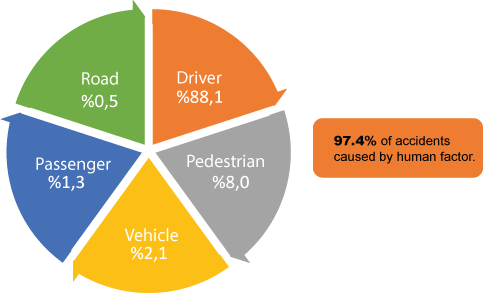 Road
%0,5
Driver
%88,1
Passenger
%1,3
Pedestrian
%8,0
Vehicle
%2,1
97.4% of accidents
caused by human factor.